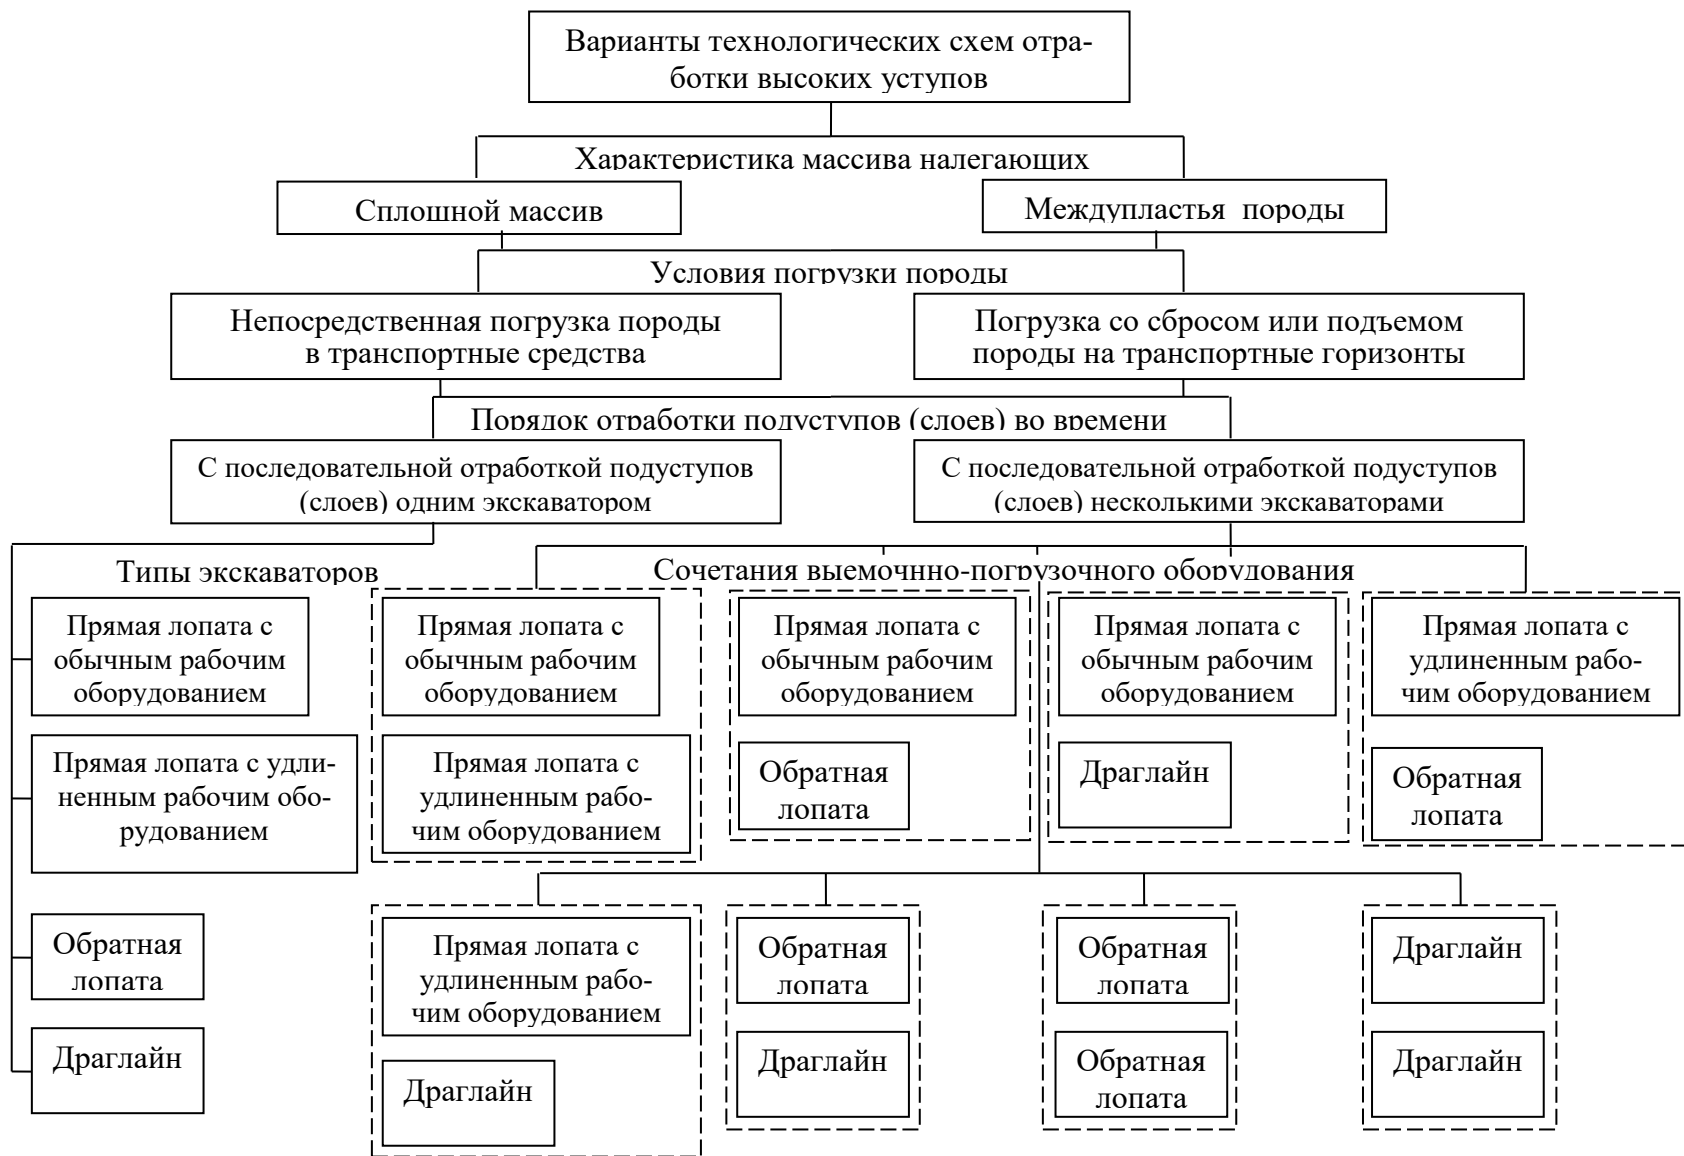 Варианты технологических схем отра-
ботки высоких уступов
Характеристика массива налегающих
Сплошной массив
Междупластья породы
Условия погрузки породы
Непосредственная погрузка породы
в транспортные средства
Погрузка со сбросом или подъемом
породы на транспортные горизонты
Порядок отработки подуступов (слоев) во времени
С последовательной отработкой подуступов
(слоев) одним экскаватором
С последовательной отработкой подуступов
(слоев) несколькими экскаваторами
Типы экскаваторов
Сочетания выемочнно-погрузочного оборудования
Прямая лопата с
обычным рабочим
оборудованием
Прямая лопата с
обычным рабочим
оборудованием
Прямая лопата с
обычным рабочим
оборудованием
Прямая лопата с
обычным рабочим
оборудованием
Прямая лопата с
удлиненным рабо-
чим оборудованием
Прямая лопата с удли-
ненным рабочим обо-
рудованием
Прямая лопата с
удлиненным рабо-
чим оборудованием
Обратная
лопата
Драглайн
Обратная
лопата
Обратная
лопата
Прямая лопата с
удлиненным рабо-
чим оборудованием
Обратная
лопата
Обратная
лопата
Драглайн
Драглайн
Драглайн
Драглайн
Обратная
лопата
Драглайн